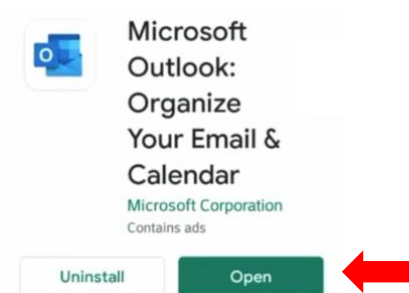 Microsoft
Outlook:
Organize
Your Email &
Calendar
Microsoft Corporation
Contains ads
Uninstall
Open